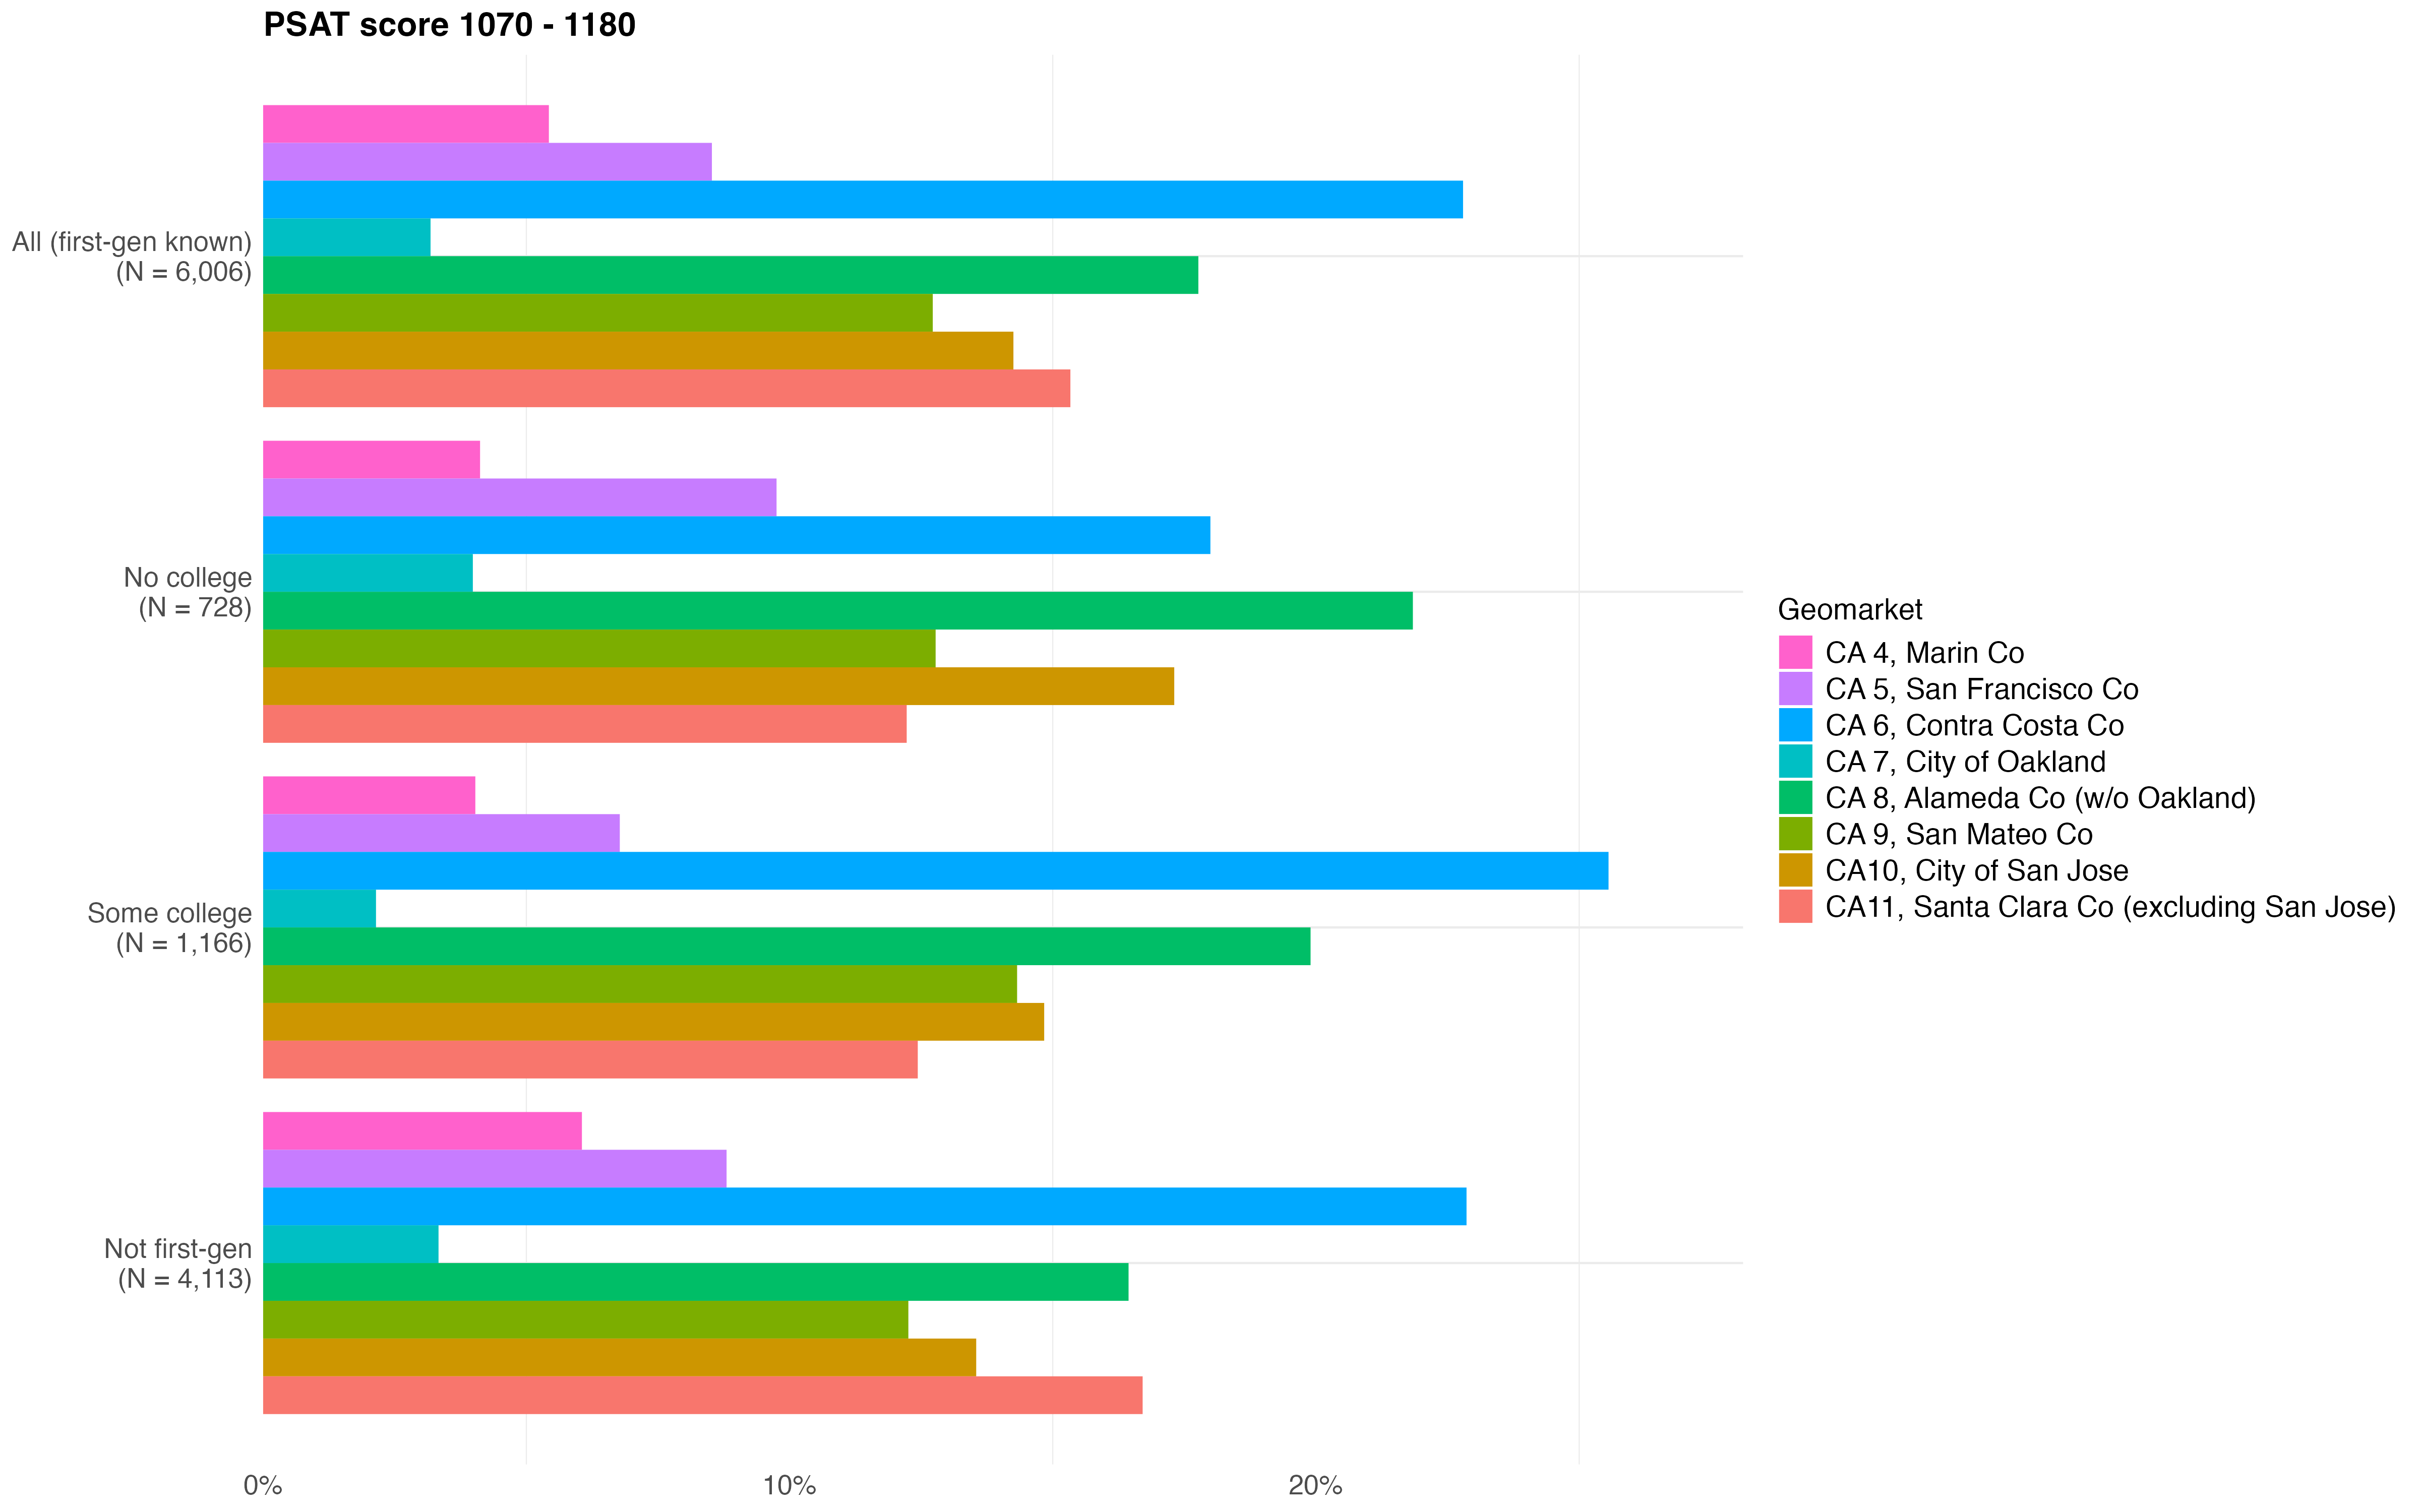 PSAT score 1070 - 1180
All (first-gen known)
(N = 6,006)
No college
(N = 728)
Some college
(N = 1,166)
Not first-gen
(N = 4,113)
0%
10%
20%
Geomarket
CA 4, Marin Co
CA 5, San Francisco Co
CA 6, Contra Costa Co
CA 7, City of Oakland
CA 8, Alameda Co (w/o Oakland)
CA 9, San Mateo Co
CA10, City of San Jose
CA11, Santa Clara Co (excluding San Jose)